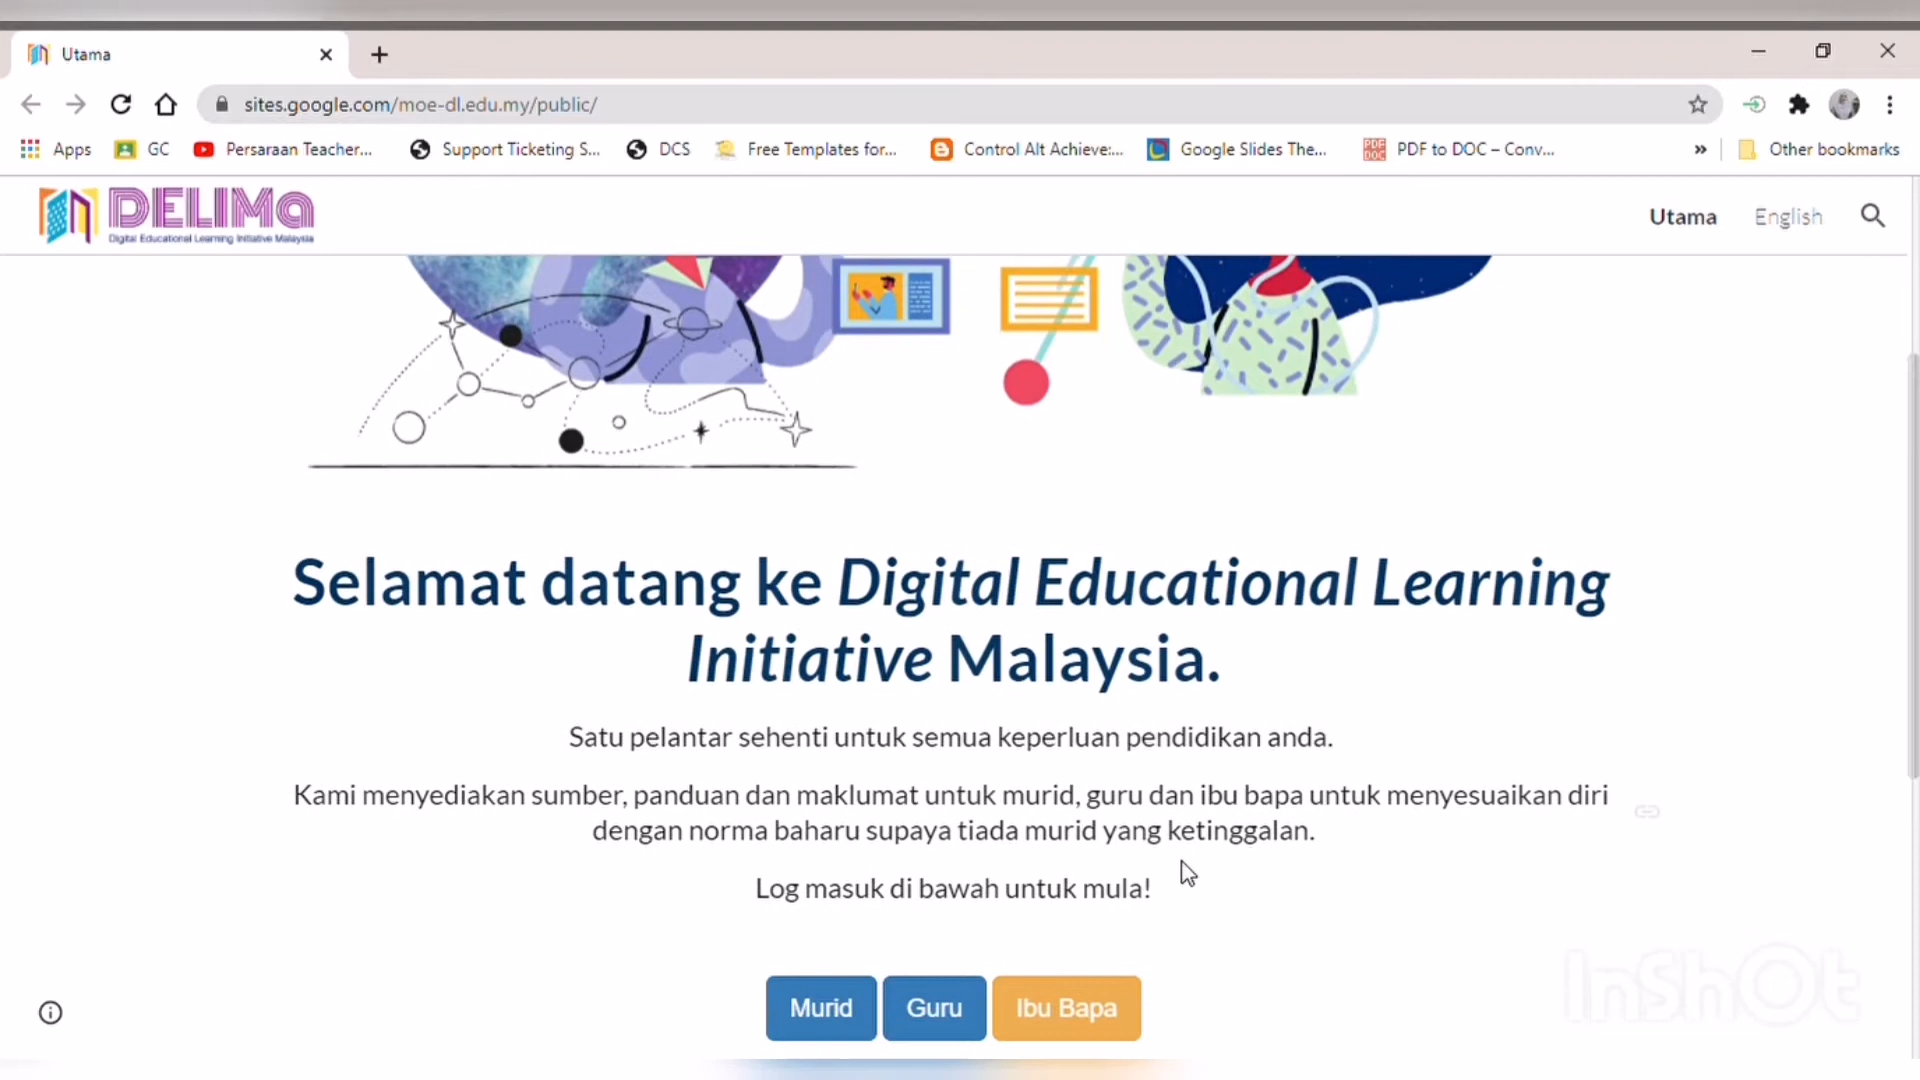 Utama
sites.google.com/moe-dl.edu.my/public/
Apps GC Persaraan Teacher... Support Ticketing S... DCS Free Templates for... Control Alt Achieve:... Google Slides The... PDF to DOC – Conv... » Other bookmarks
DELIMa
Digital Educational Learning Initiative Malaysia
Utama English
Selamat datang ke Digital Educational Learning
Initiative Malaysia.
Satu pelantar sehenti untuk semua keperluan pendidikan anda.
Kami menyediakan sumber, panduan dan maklumat untuk murid, guru dan ibu bapa untuk menyesuaikan diri
dengan norma baharu supaya tiada murid yang ketinggalan.
Log masuk di bawah untuk mula!
InShOt
Murid Guru Ibu Bapa